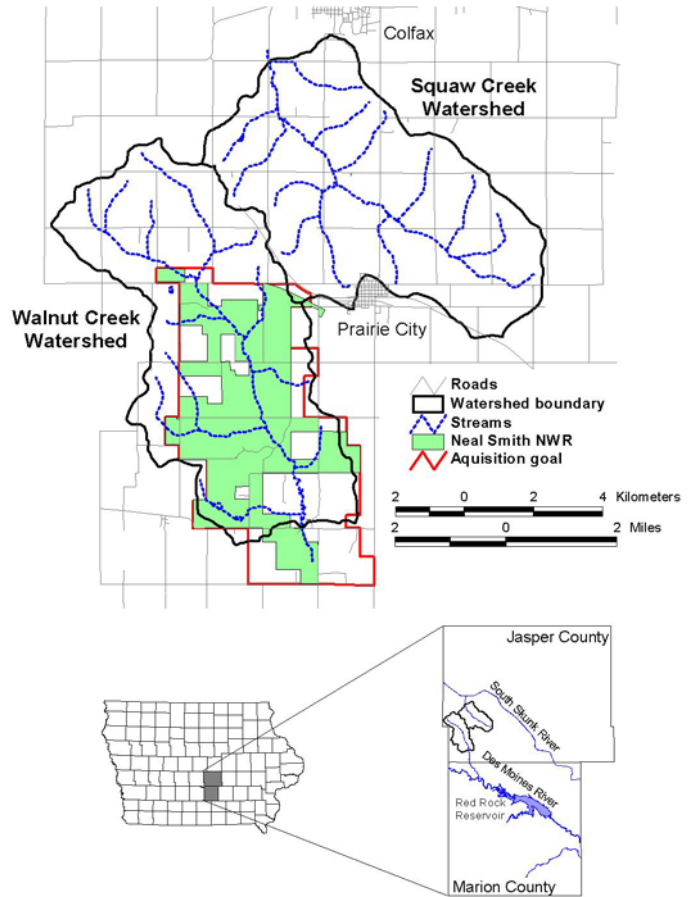 Colfax
Squaw Creek
Watershed
Walnut Creek
Watershed
Prairie City
Roads
Watershed boundary
Streams
Neal Smith NWR
Aquisition goal
2 0 2 4 Kilometers
2 0 2 Miles
Jasper County
South Skunk River
Des Moines River
Red Rock
Reservoir
Marion County